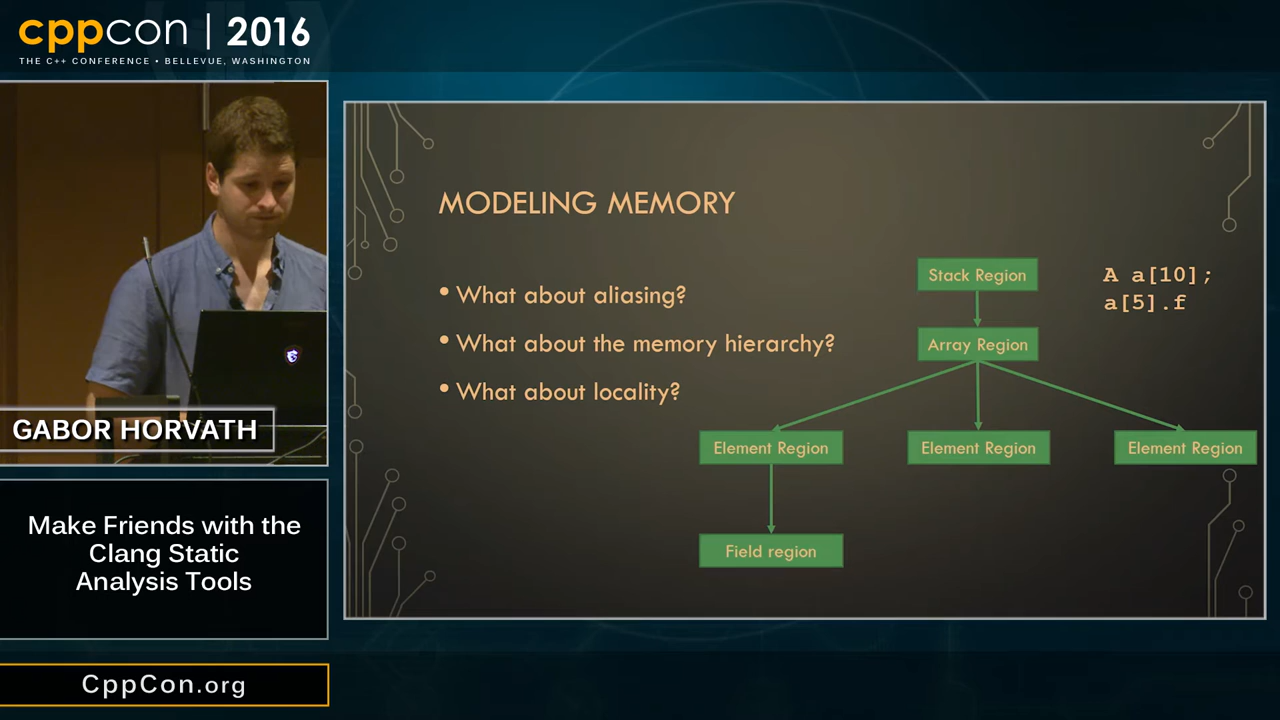 cppcon | 2016
THE C++ CONFERENCE • BELLEVUE, WASHINGTON
GABOR HORVATH
Make Friends with the
Clang Static
Analysis Tools
CppCon.org
MODELING MEMORY
• What about aliasing?
• What about the memory hierarchy?
• What about locality?
Stack Region
A a[10];
a[5].f
Array Region
Element Region
Element Region
Element Region
Field region